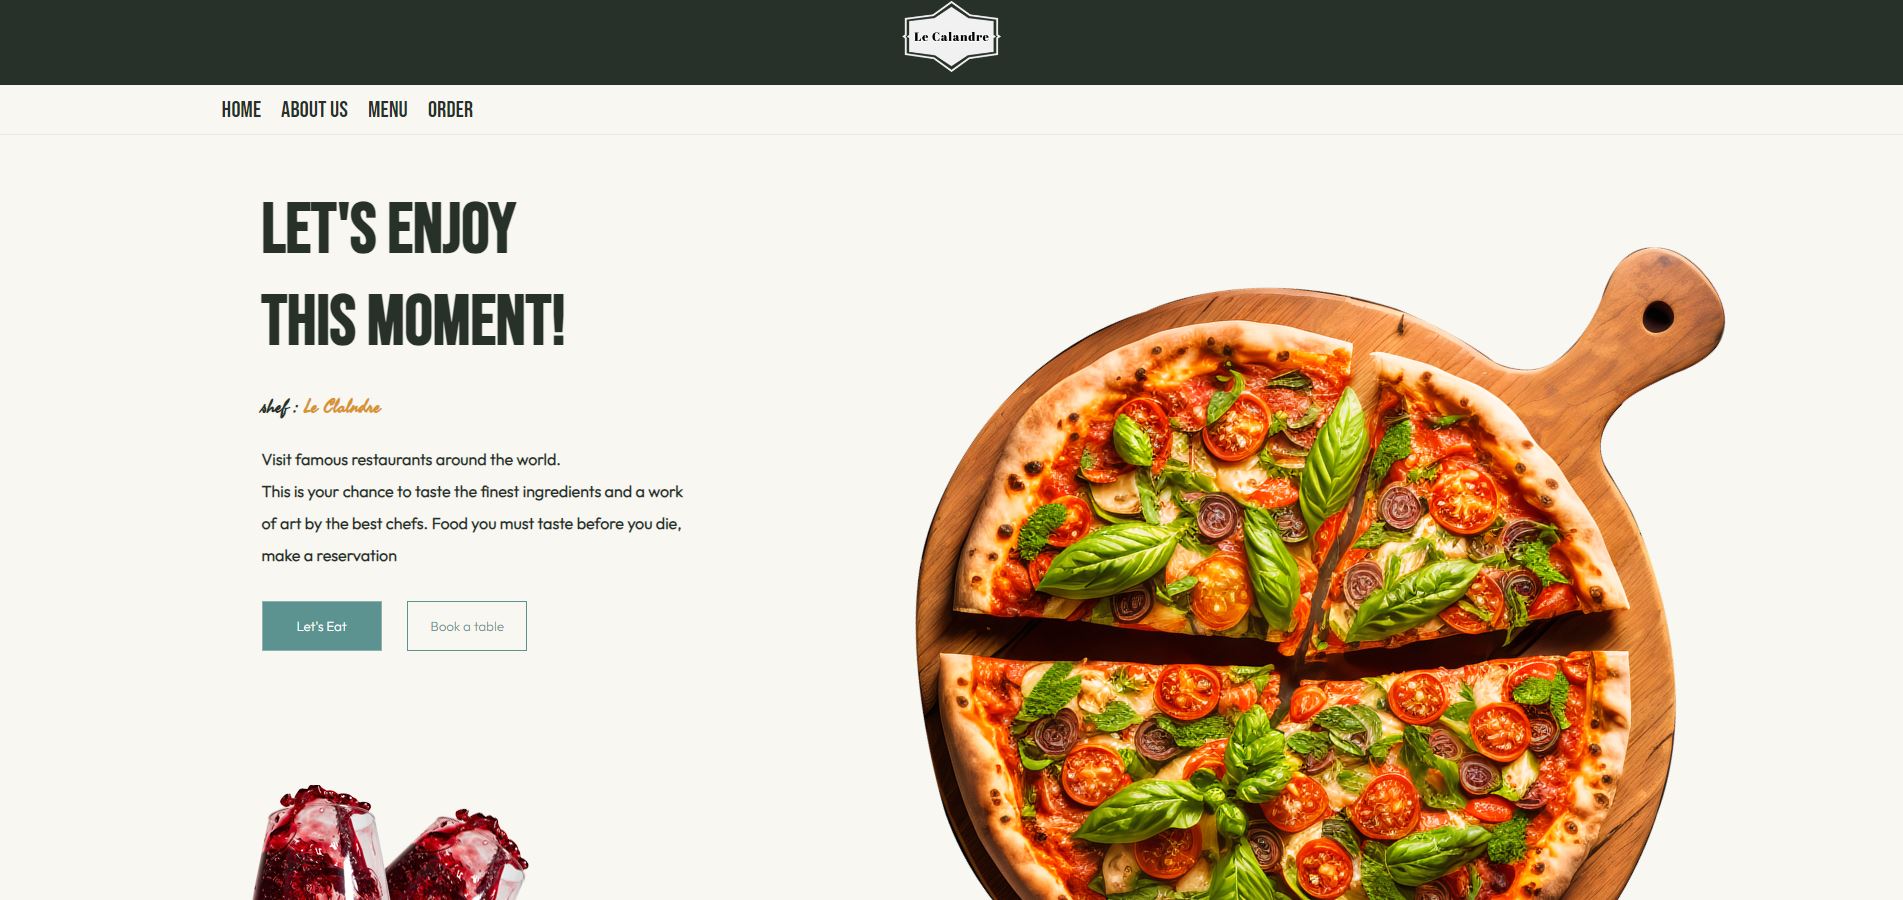 Le Calandre
HOME ABOUT US MENU ORDER
LET'S ENJOY
THIS MOMENT!
shef : Le Clalndre
Visit famous restaurants around the world.
This is your chance to taste the finest ingredients and a work
of art by the best chefs. Food you must taste before you die,
make a reservation
Let's Eat Book a table